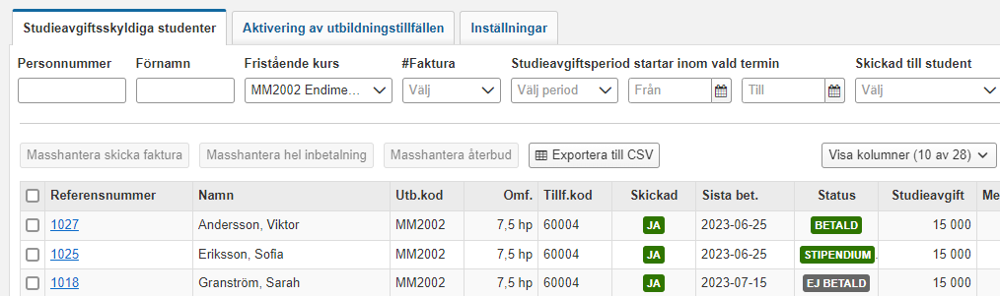 Studieavgiftsskyldiga studenter Aktivering av utbildningstillfällen Inställningar
Personnummer Förnamn Fristående kurs #Faktura Studieavgiftsperiod startar inom vald termin Skickad till student
MM2002 Endime... Välj Välj period Från Till Välj
Masshantera skicka faktura Masshantera hel inbetalning Masshantera återbud Exportera till CSV Visa kolumner (10 av 28)
Referensnummer Namn Utb.kod Omf. Tillf.kod Skickad Sista bet. Status Studieavgift Me
1027 Andersson, Viktor MM2002 7,5 hp 60004 JA 2023-06-25 BETALD 15 000
1025 Eriksson, Sofia MM2002 7,5 hp 60004 JA 2023-06-25 STIPENDIUM 15 000
1018 Granström, Sarah MM2002 7,5 hp 60004 JA 2023-07-15 EJ BETALD 15 000